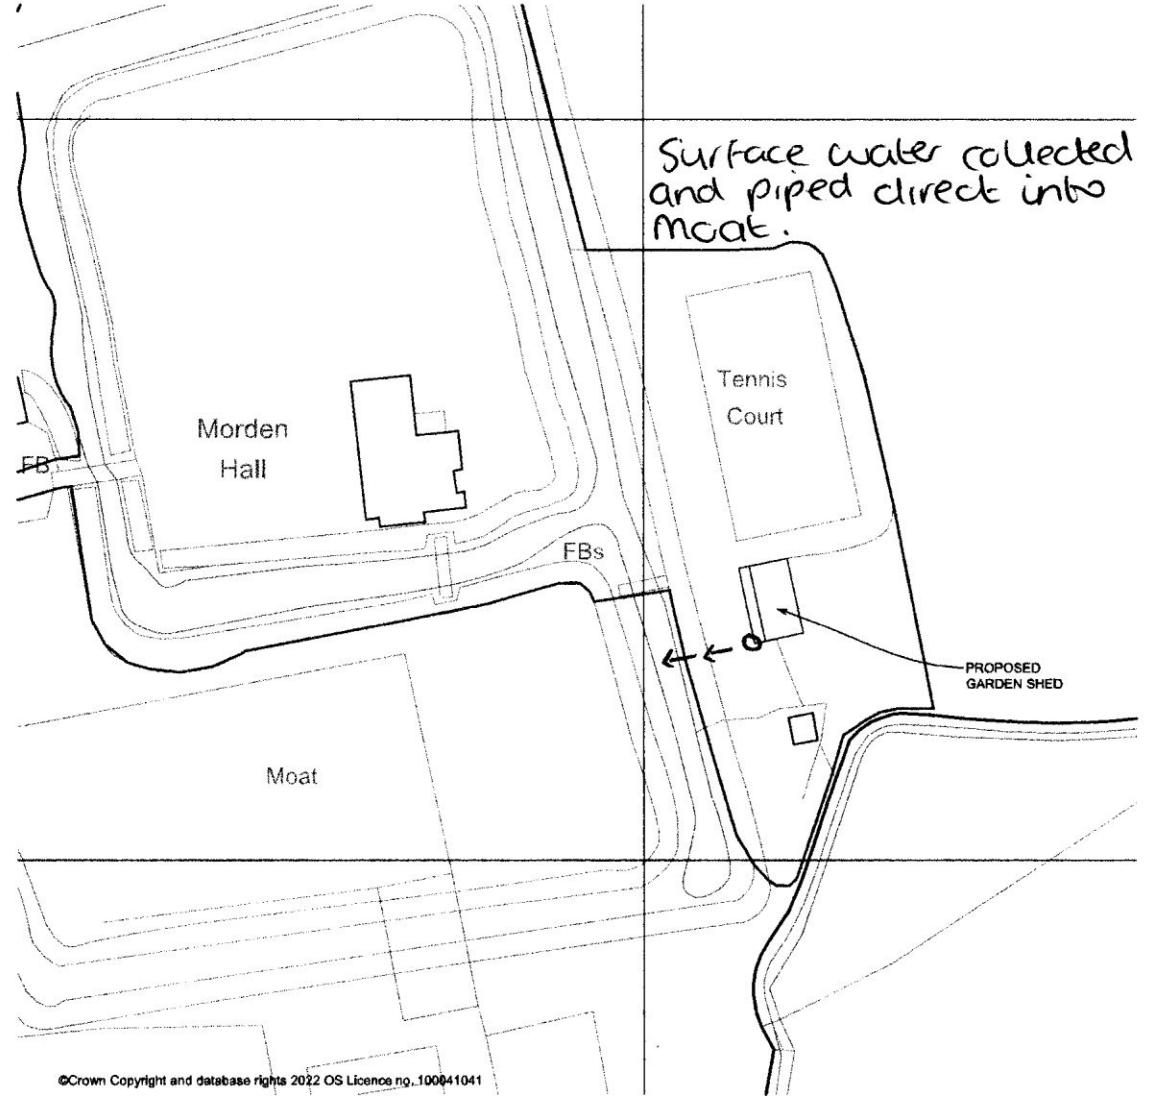 Surface water collected
and piped direct into
Moat.
Tennis
Court
Morden
Hall
FB
FBs
PROPOSED
GARDEN SHED
Moat
©Crown Copyright and database rights 2022 OS Licence no. 100041041